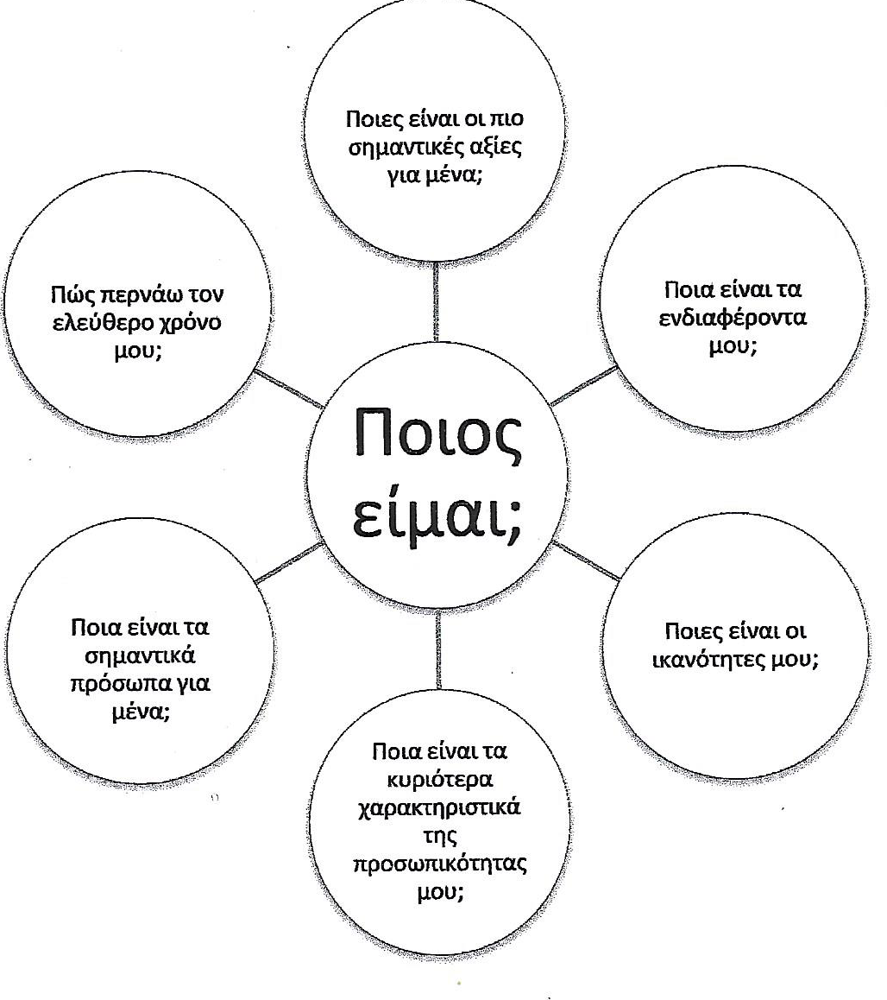 Ποιες είναι οι πιο
σημαντικές αξίες
για μένα;
Ποια είναι τα
ενδιαφέροντα
μου;
Ποιες είναι οι
ικανότητες μου;
Ποια είναι τα
κυριότερα
χαρακτηριστικά
της
προσωπικότητας
μου;
Ποια είναι τα
σημαντικά
πρόσωπα για
μένα;
Πώς περνάω τον
ελεύθερο χρόνο
μου;
Ποιος
είμαι;